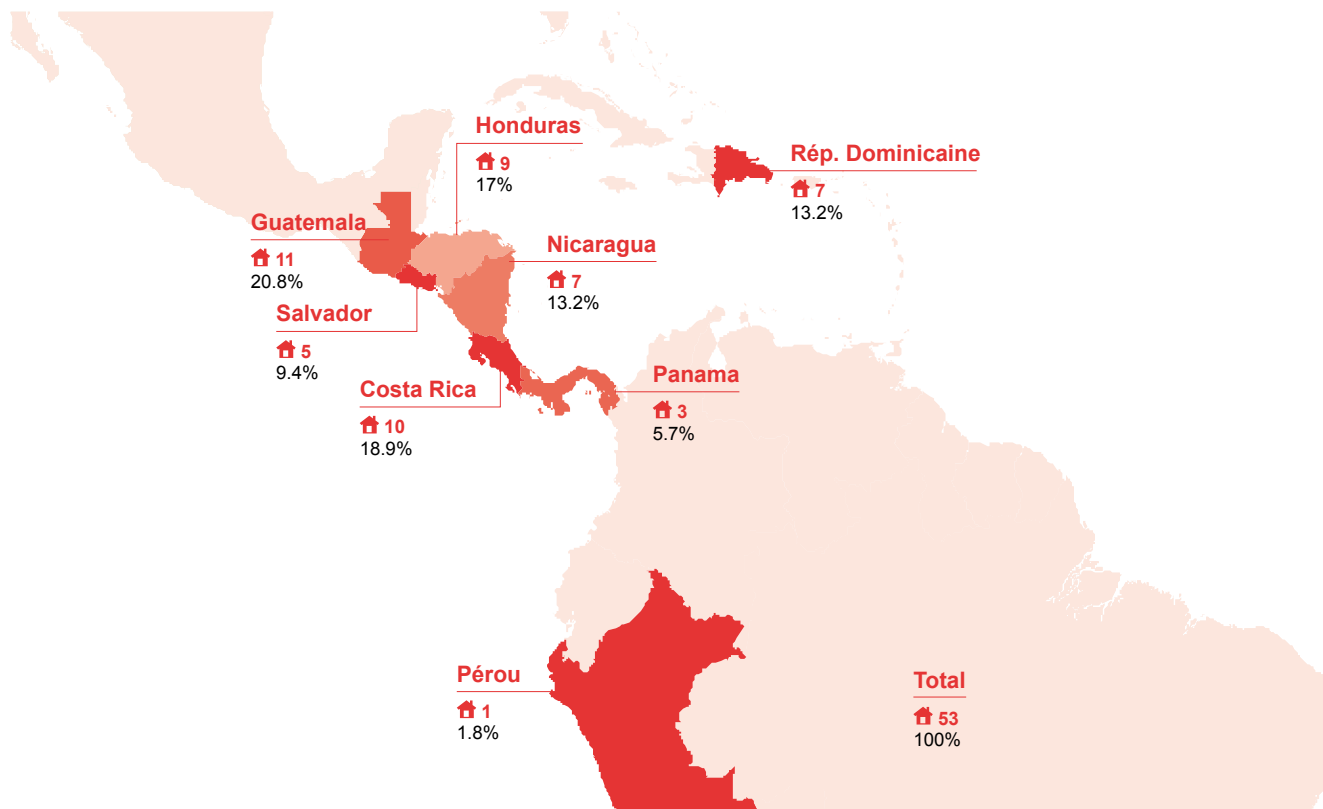 Honduras
9
17%
Rép. Dominicaine
7
13.2%
Guatemala
11
20.8%
Nicaragua
7
13.2%
Salvador
5
9.4%
Costa Rica
10
18.9%
Panama
3
5.7%
Pérou
1
1.8%
Total
53
100%